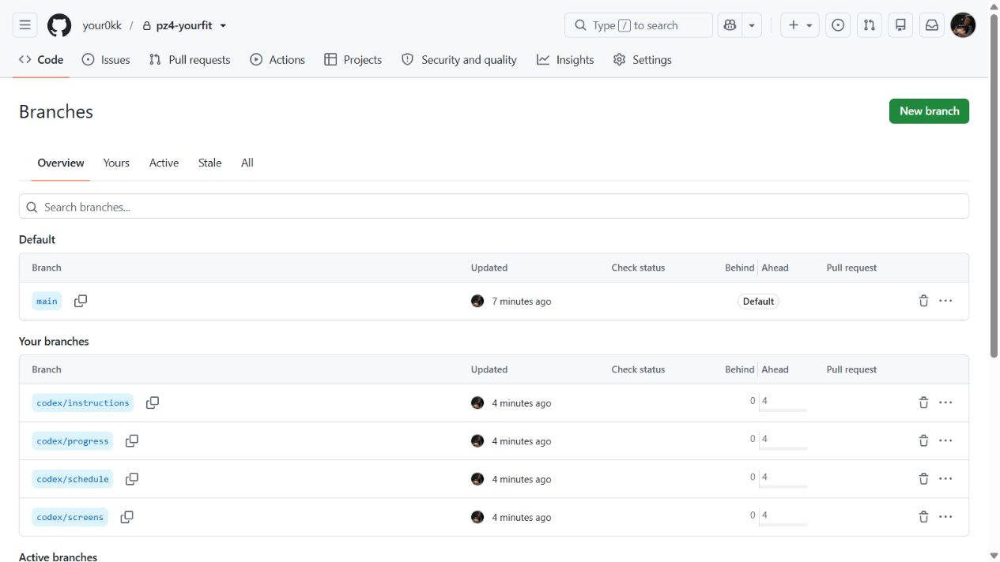 your0kk / pz4-yourfit
Type / to search
Code Issues Pull requests Actions Projects Security and quality Insights Settings
Branches
New branch
Overview Yours Active Stale All
Search branches...
Default
Branch Updated Check status Behind Ahead Pull request
main 7 minutes ago Default
Your branches
Branch Updated Check status Behind Ahead Pull request
codex/instructions 4 minutes ago 0 4
codex/progress 4 minutes ago 0 4
codex/schedule 4 minutes ago 0 4
codex/screens 4 minutes ago 0 4
Active branches